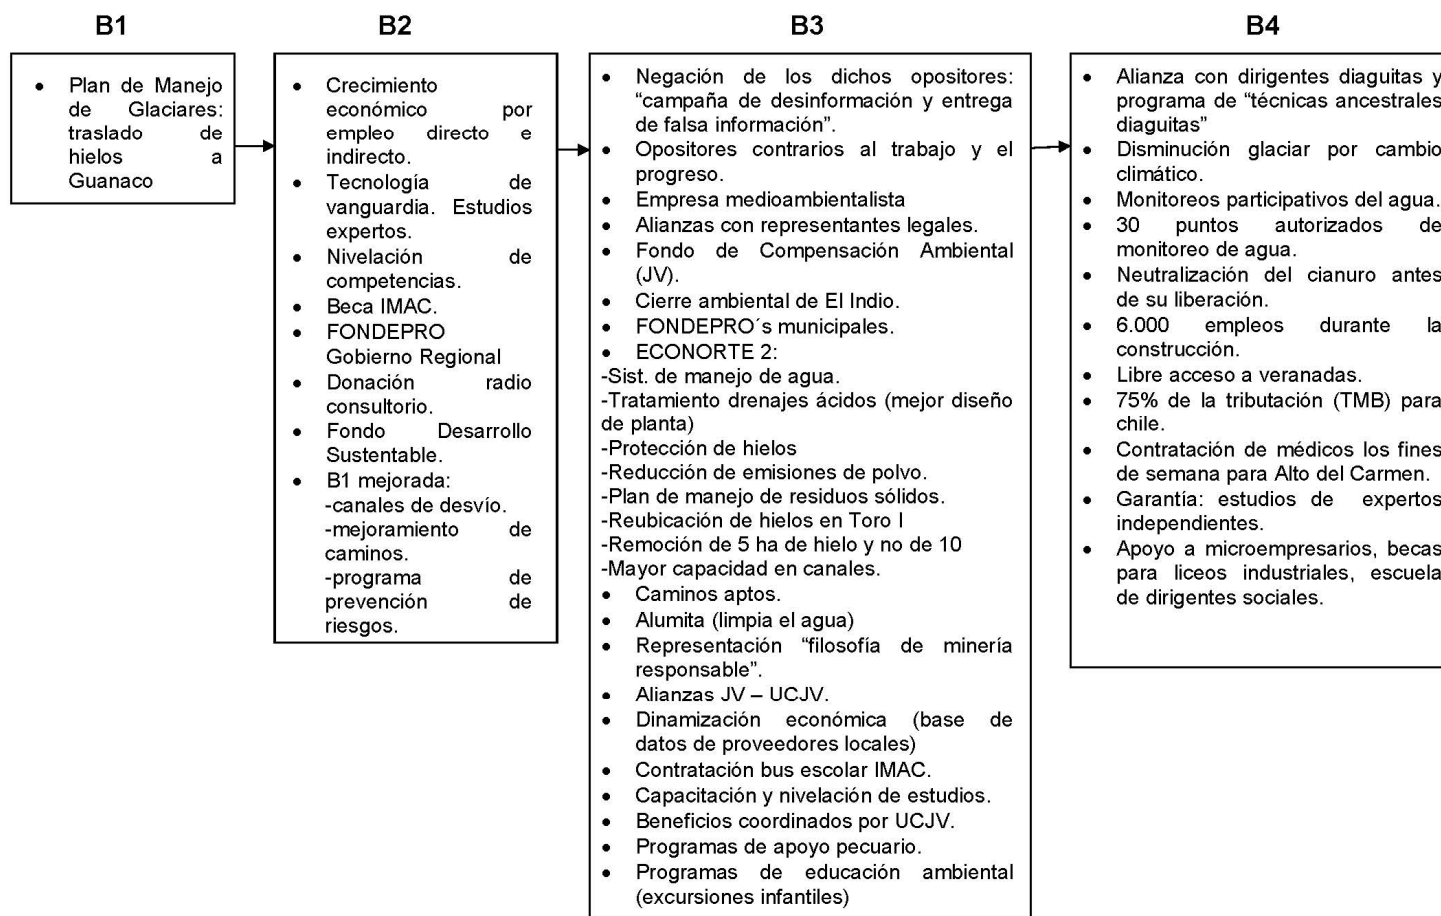 B1
Plan de Manejo
de Glaciares:
traslado de
hielos a
Guanaco
B2
Crecimiento
económico por
empleo directo e
indirecto.
Tecnología de
vanguardia. Estudios
expertos.
Nivelación de
competencias.
Beca IMAC.
FONDEPRO
Gobierno Regional
Donación radio
consultorio.
Fondo Desarrollo
Sustentable.
B1 mejorada:
-canales de desvío.
-mejoramiento de
caminos.
-programa de
prevención de
riesgos.
B3
Negación de los dichos opositores:
“campaña de desinformación y entrega
de falsa información”.
Opositores contrarios al trabajo y el
progreso.
Empresa medioambientalista
Alianzas con representantes legales.
Fondo de Compensación Ambiental
(JV).
Cierre ambiental de El Indio.
FONDEPRO´s municipales.
ECONORTE 2:
-Sist. de manejo de agua.
-Tratamiento drenajes ácidos (mejor diseño
de planta)
-Protección de hielos
-Reducción de emisiones de polvo.
-Plan de manejo de residuos sólidos.
-Reubicación de hielos en Toro I
-Remoción de 5 ha de hielo y no de 10
-Mayor capacidad en canales.
Caminos aptos.
Alumita (limpia el agua)
Representación “filosofía de minería
responsable”.
Alianzas JV – UCJV.
Dinamización económica (base de
datos de proveedores locales)
Contratación bus escolar IMAC.
Capacitación y nivelación de estudios.
Beneficios coordinados por UCJV.
Programas de apoyo pecuario.
Programas de educación ambiental
(excursiones infantiles)
B4
Alianza con dirigentes diaguitas y
programa de “técnicas ancestrales
diaguitas”
Disminución glaciar por cambio
climático.
Monitoreos participativos del agua.
30 puntos autorizados de
monitoreo de agua.
Neutralización del cianuro antes
de su liberación.
6.000 empleos durante la
construcción.
Libre acceso a veranadas.
75% de la tributación (TMB) para
chile.
Contratación de médicos los fines
de semana para Alto del Carmen.
Garantía: estudios de expertos
independientes.
Apoyo a microempresarios, becas
para liceos industriales, escuela
de dirigentes sociales.